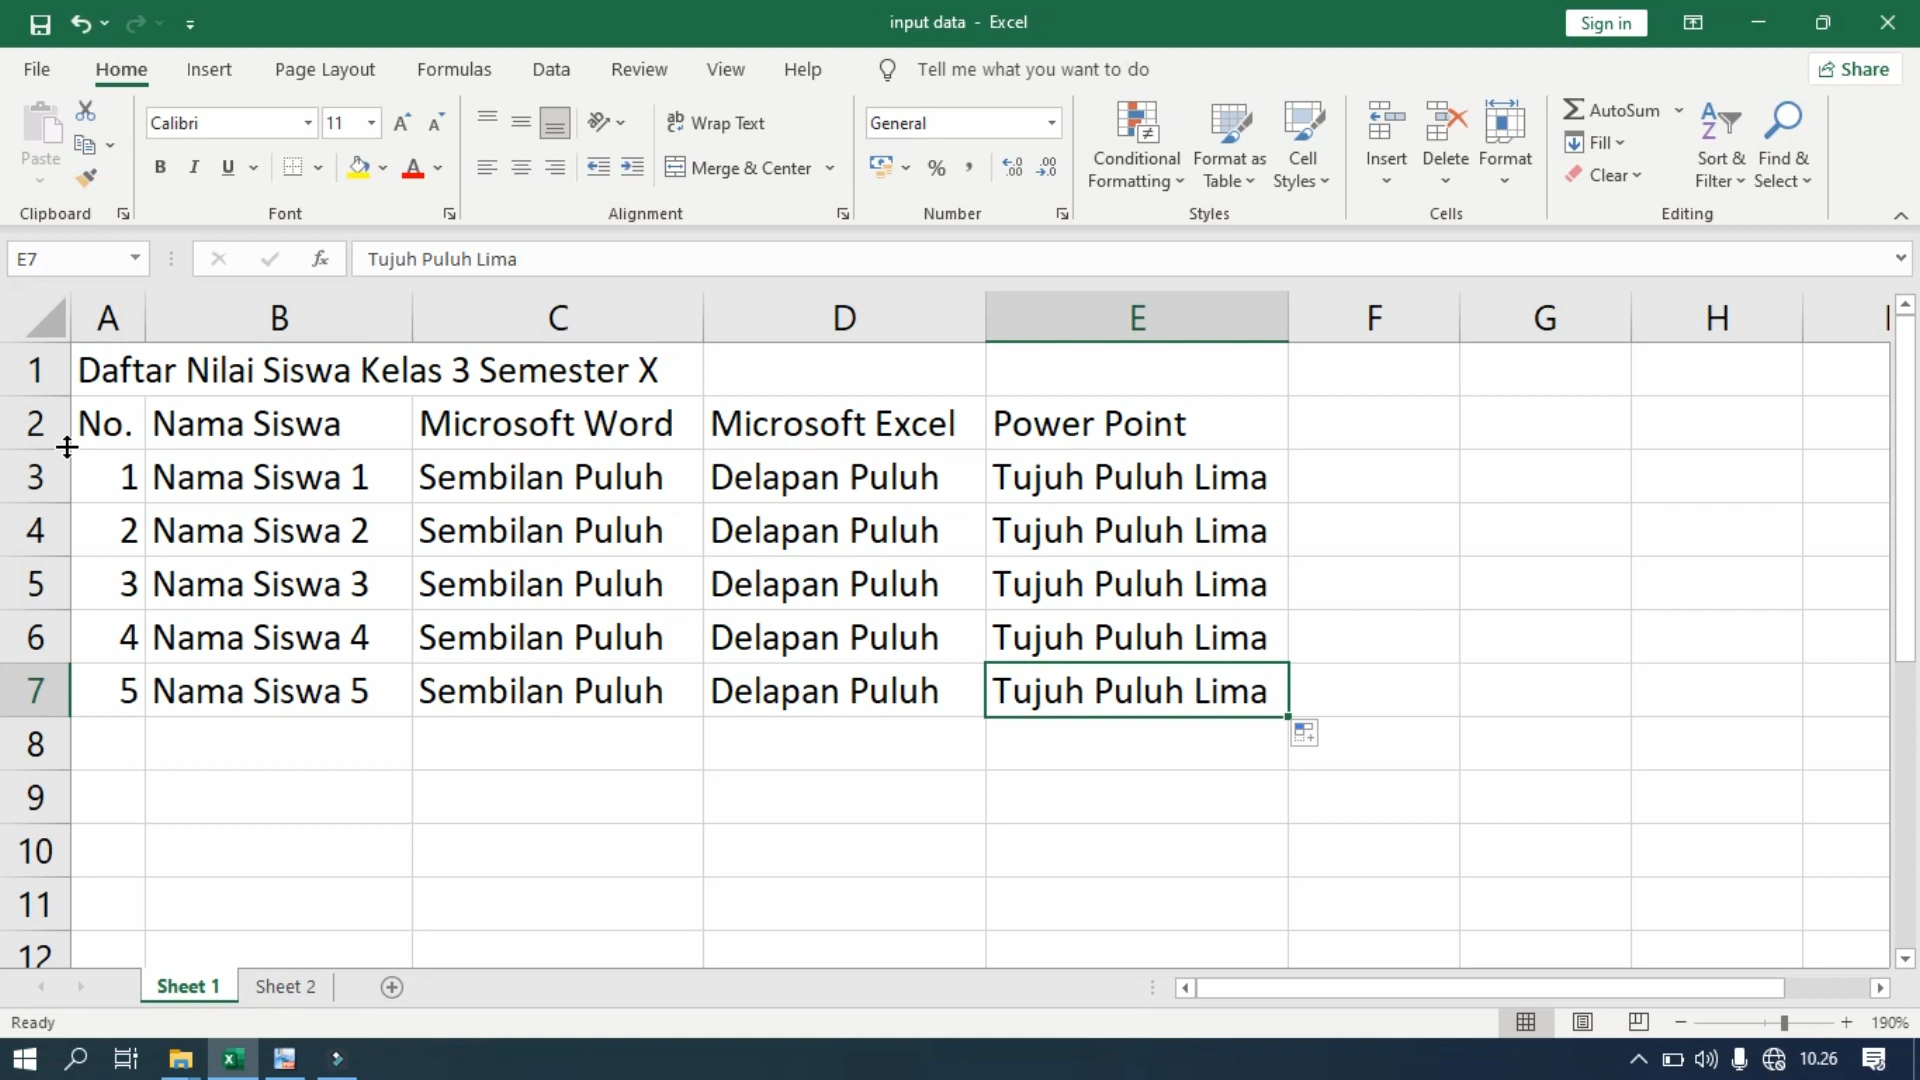 input data - Excel
Sign in
File Home Insert Page Layout Formulas Data Review View Help Tell me what you want to do Share
Paste
Calibri 11
B I U
Wrap Text
Merge & Center
General
Conditional Formatting
Format as Table
Cell Styles
Insert
Delete
Format
AutoSum
Fill
Clear
Sort & Filter
Find & Select
Clipboard Font Alignment Number Styles Cells Editing
E7 fx Tujuh Puluh Lima
A B C D E F G H I
1 Daftar Nilai Siswa Kelas 3 Semester X
2 No. Nama Siswa Microsoft Word Microsoft Excel Power Point
3 1 Nama Siswa 1 Sembilan Puluh Delapan Puluh Tujuh Puluh Lima
4 2 Nama Siswa 2 Sembilan Puluh Delapan Puluh Tujuh Puluh Lima
5 3 Nama Siswa 3 Sembilan Puluh Delapan Puluh Tujuh Puluh Lima
6 4 Nama Siswa 4 Sembilan Puluh Delapan Puluh Tujuh Puluh Lima
7 5 Nama Siswa 5 Sembilan Puluh Delapan Puluh Tujuh Puluh Lima
8
9
10
11
12
Sheet 1 Sheet 2
Ready 190%
10.26